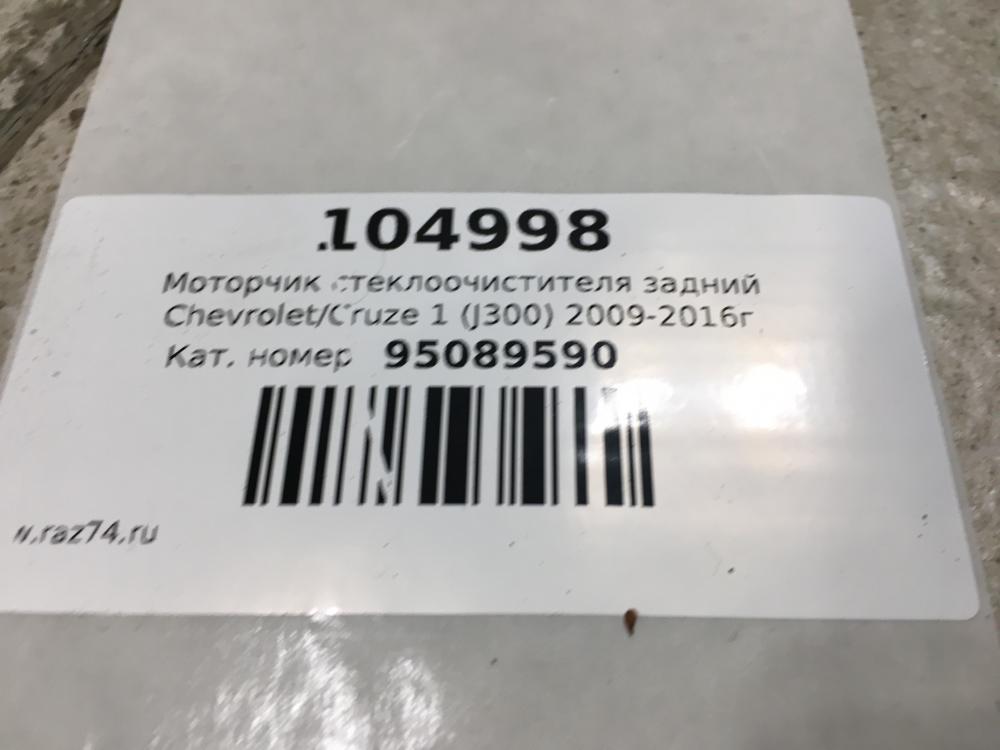 104998
Моторчик стеклоочистителя задний
Chevrolet/Cruze 1 (J300) 2009-2016г
Кат. номер 95089590
w.raz74.ru